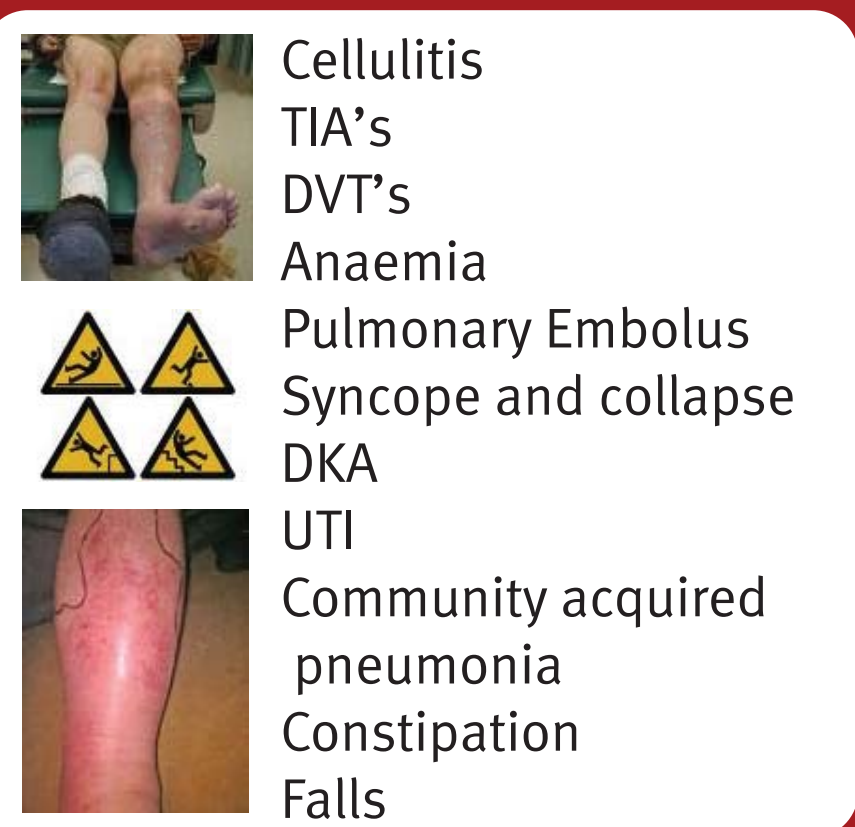 Cellulitis
TIA’s
DVT’s
Anaemia
Pulmonary Embolus
Syncope and collapse
DKA
UTI
Community acquired
pneumonia
Constipation
Falls